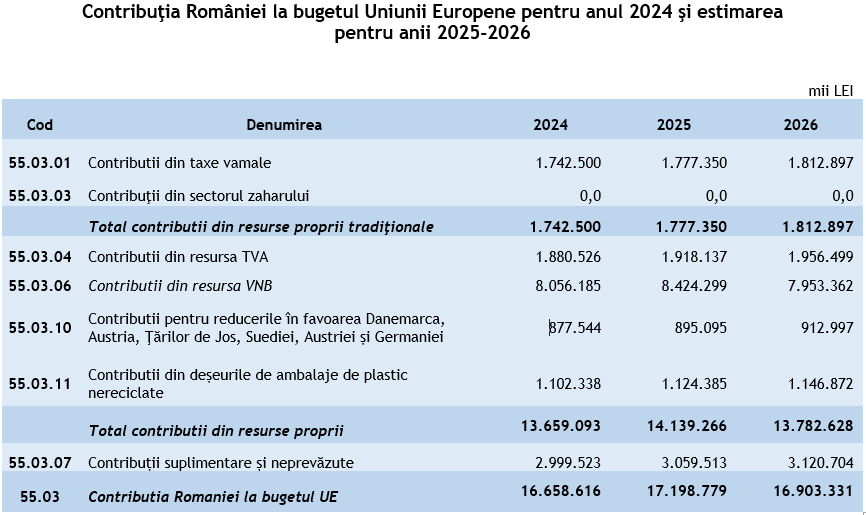 Contribuţia României la bugetul Uniunii Europene pentru anul 2024 şi estimarea
pentru anii 2025-2026
mii LEI
Cod Denumirea 2024 2025 2026
55.03.01 Contributii din taxe vamale 1.742.500 1.777.350 1.812.897
55.03.03 Contribuţii din sectorul zaharului 0,0 0,0 0,0
Total contributii din resurse proprii tradiţionale 1.742.500 1.777.350 1.812.897
55.03.04 Contributii din resursa TVA 1.880.526 1.918.137 1.956.499
55.03.06 Contributii din resursa VNB 8.056.185 8.424.299 7.953.362
55.03.10 Contributii pentru reducerile în favoarea Danemarca,
Austria, Ţărilor de Jos, Suediei, Austriei și Germaniei 877.544 895.095 912.997
55.03.11 Contributii din deșeurile de ambalaje de plastic
nereciclate 1.102.338 1.124.385 1.146.872
Total contributii din resurse proprii 13.659.093 14.139.266 13.782.628
55.03.07 Contribuții suplimentare și neprevăzute 2.999.523 3.059.513 3.120.704
55.03 Contributia Romaniei la bugetul UE 16.658.616 17.198.779 16.903.331